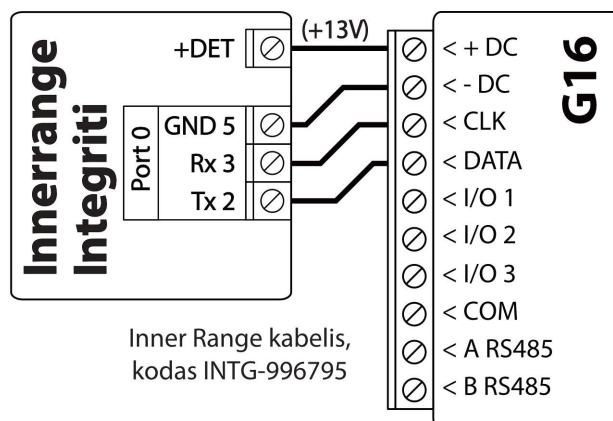 Innerrange
Integriti
+DET
(+13V)
Port 0
GND 5
Rx 3
Tx 2
G16
< + DC
< - DC
< CLK
< DATA
< I/O 1
< I/O 2
< I/O 3
< COM
< A RS485
< B RS485
Inner Range kabelis,
kodas INTG-996795